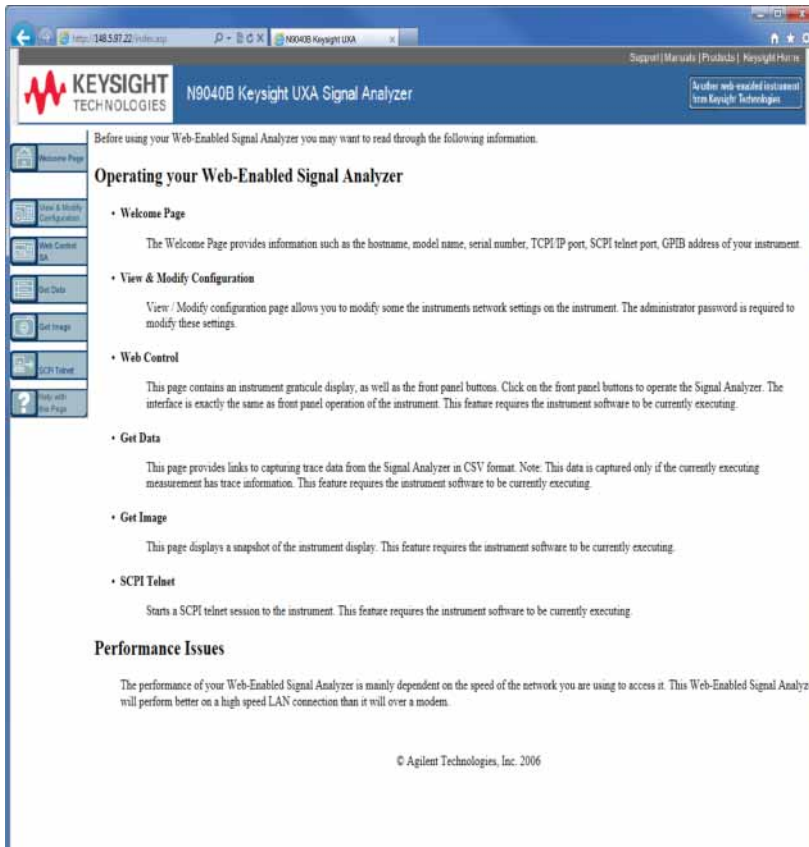 http://148.5.97.22/index.asp
N9040B Keysight UXA
Support | Manuals | Products | Keysight Home
KEYSIGHT
TECHNOLOGIES
N9040B Keysight UXA Signal Analyzer
Another web-enabled instrument
from Keysight Technologies
Welcome Page
View & Modify
Configuration
Web Control
SA
Get Data
Get Image
SCPI Telnet
Help with
this Page
Before using your Web-Enabled Signal Analyzer you may want to read through the following information.
Operating your Web-Enabled Signal Analyzer
• Welcome Page
The Welcome Page provides information such as the hostname, model name, serial number, TCPI/IP port, SCPI telnet port, GPIB address of your instrument.
• View & Modify Configuration
View / Modify configuration page allows you to modify some the instruments network settings on the instrument. The administrator password is required to
modify these settings.
• Web Control
This page contains an instrument graticule display, as well as the front panel buttons. Click on the front panel buttons to operate the Signal Analyzer. The
interface is exactly the same as front panel operation of the instrument. This feature requires the instrument software to be currently executing.
• Get Data
This page provides links to capturing trace data from the Signal Analyzer in CSV format. Note: This data is captured only if the currently executing
measurement has trace information. This feature requires the instrument software to be currently executing.
• Get Image
This page displays a snapshot of the instrument display. This feature requires the instrument software to be currently executing.
• SCPI Telnet
Starts a SCPI telnet session to the instrument. This feature requires the instrument software to be currently executing.
Performance Issues
The performance of your Web-Enabled Signal Analyzer is mainly dependent on the speed of the network you are using to access it. This Web-Enabled Signal Analyz
will perform better on a high speed LAN connection than it will over a modem.
© Agilent Technologies, Inc. 2006